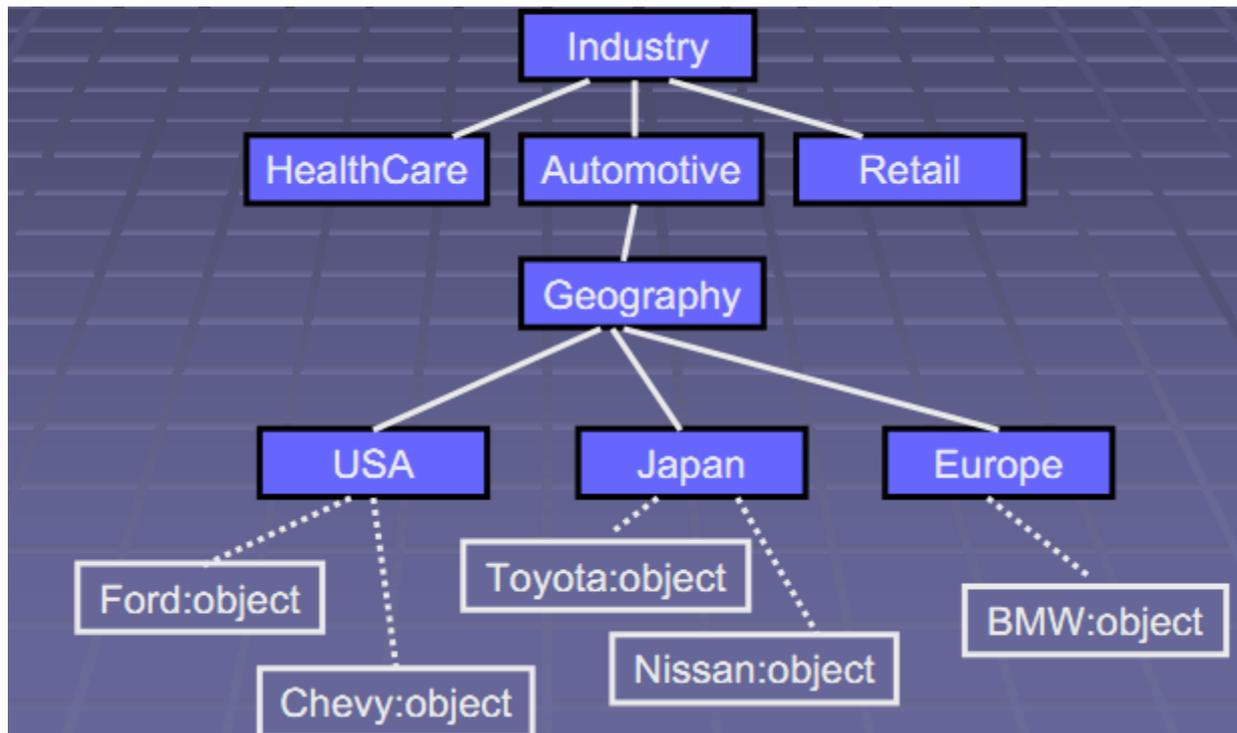 Industry
HealthCare
Automotive
Retail
Geography
USA
Japan
Europe
Ford:object
Toyota:object
BMW:object
Chevy:object
Nissan:object